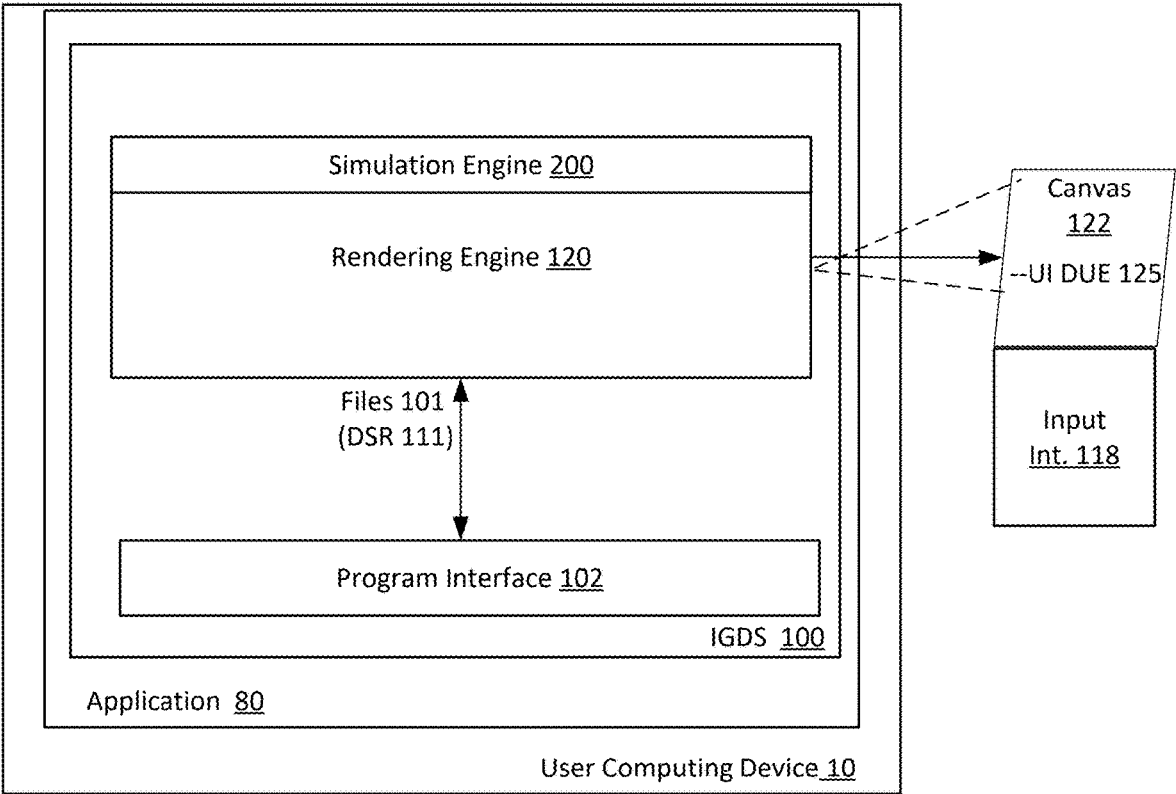 Simulation Engine 200
Rendering Engine 120
Canvas
122
--UI DUE 125
Files 101
(DSR 111)
Input
Int. 118
Program Interface 102
IGDS 100
Application 80
User Computing Device 10